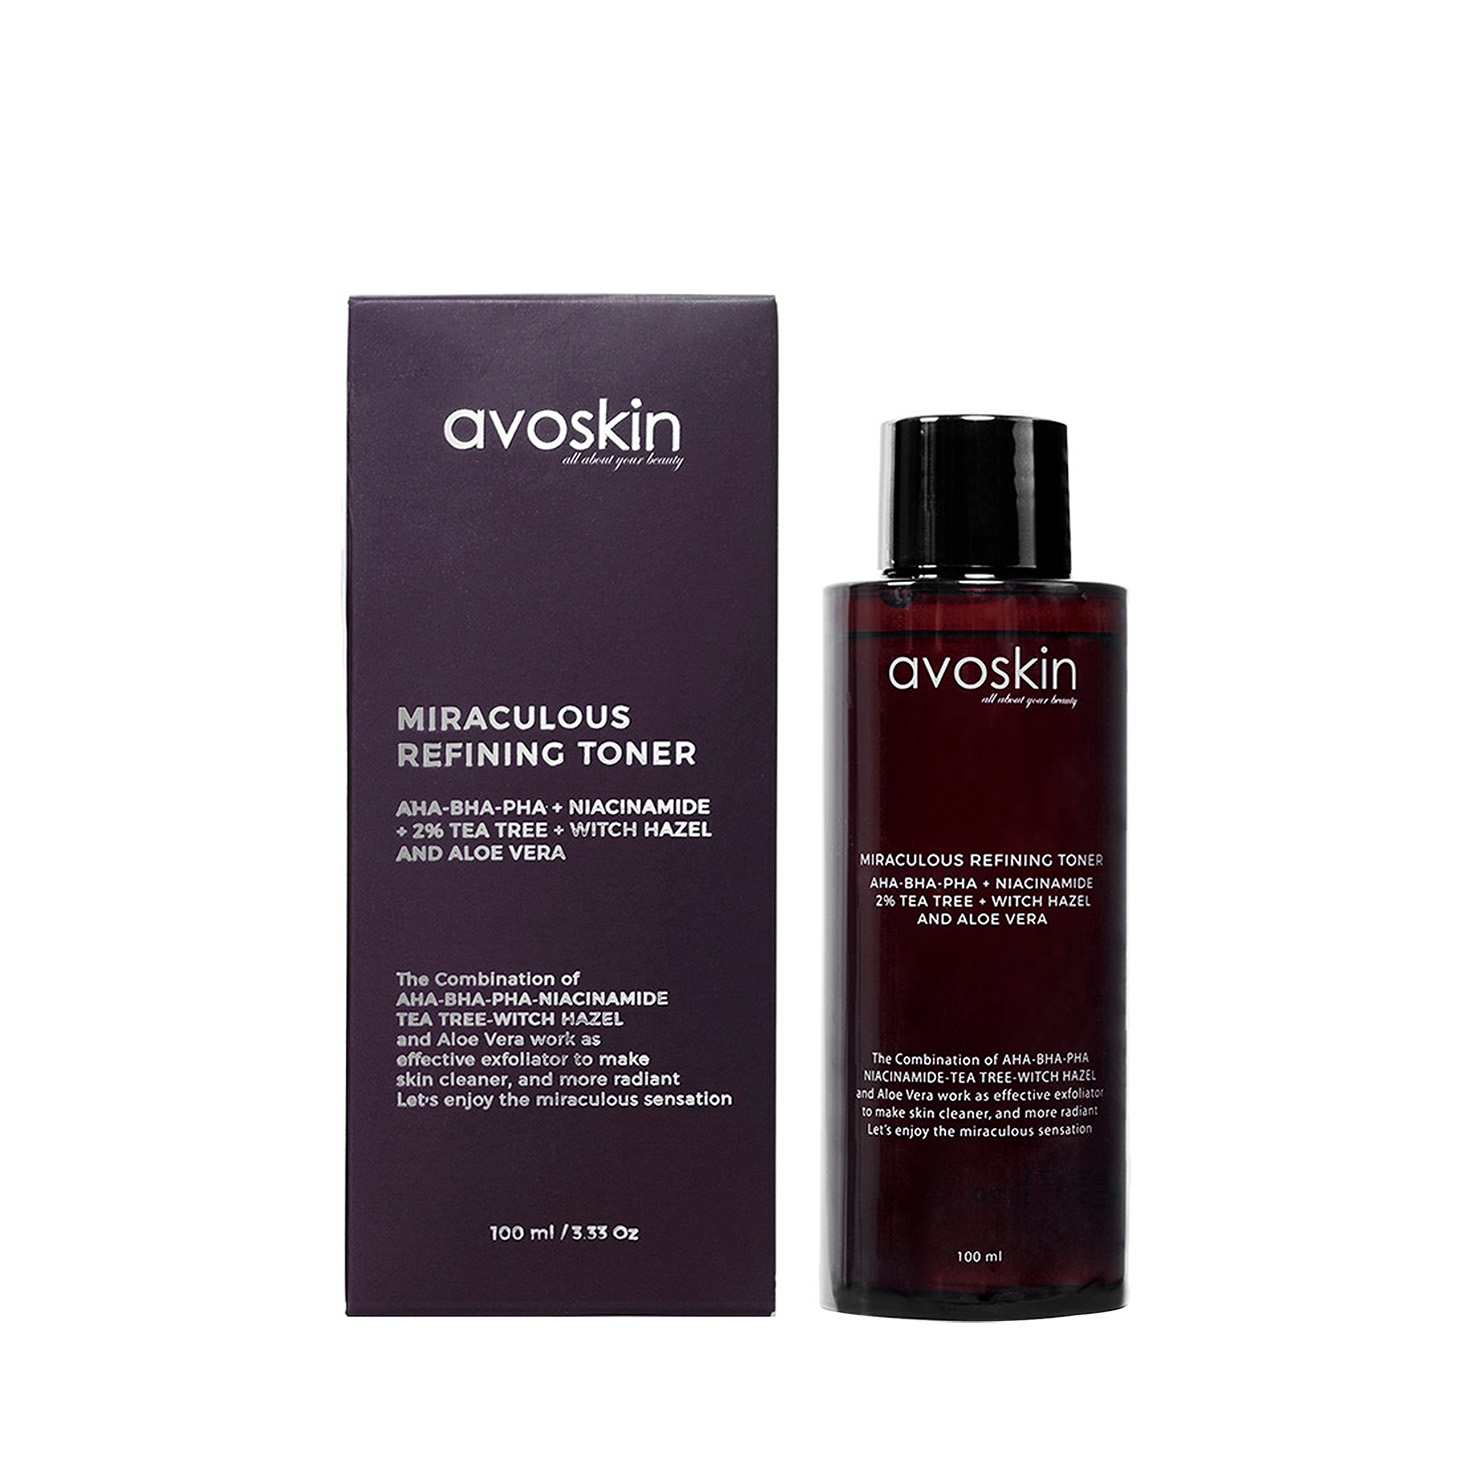 avoskin
all about your beauty
MIRACULOUS
REFINING TONER
AHA-BHA-PHA + NIACINAMIDE
+ 2% TEA TREE + WITCH HAZEL
AND ALOE VERA
The Combination of
AHA-BHA-PHA-NIACINAMIDE
TEA TREE-WITCH HAZEL
and Aloe Vera work as
effective exfoliator to make
skin cleaner, and more radiant
Let's enjoy the miraculous sensation
100 ml / 3.33 Oz
avoskin
all about your beauty
MIRACULOUS REFINING TONER
AHA-BHA-PHA + NIACINAMIDE
2% TEA TREE + WITCH HAZEL
AND ALOE VERA
The Combination of AHA-BHA-PHA
NIACINAMIDE-TEA TREE-WITCH HAZEL
and Aloe Vera work as effective exfoliator
to make skin cleaner, and more radiant
Let's enjoy the miraculous sensation
100 ml